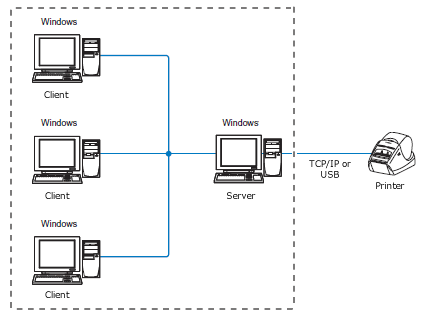 Windows
Client
Windows
Client
Windows
Server
TCP/IP or
USB
Printer
Windows
Client